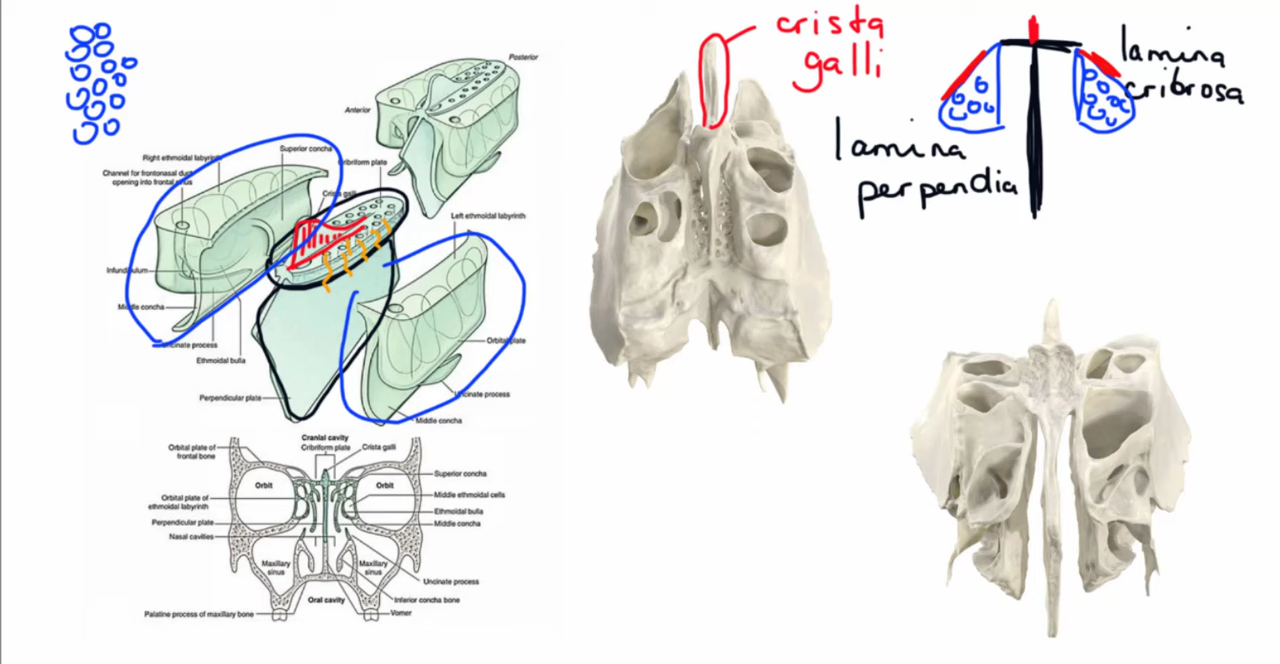 crista
galli
lamina
cribrosa
lamina
perpendia
Posterior
Anterior
Superior concha
Right ethmoidal labyrinth
Cribriform plate
Channel for frontonasal duct
opening into frontal sinus
Crista galli
Left ethmoidal labyrinth
Infundibulum
Middle concha
Orbital plate
Uncinate process
Ethmoidal bulla
Perpendicular plate
Uncinate process
Middle concha
Cranial cavity
Orbital plate of
frontal bone
Cribriform plate
Crista galli
Superior concha
Orbit
Orbit
Orbital plate of
ethmoidal labyrinth
Middle ethmoidal cells
Ethmoidal bulla
Perpendicular plate
Middle concha
Nasal cavities
Maxillary
sinus
Maxillary
sinus
Uncinate process
Oral cavity
Inferior concha bone
Palatine process of maxillary bone
Vomer